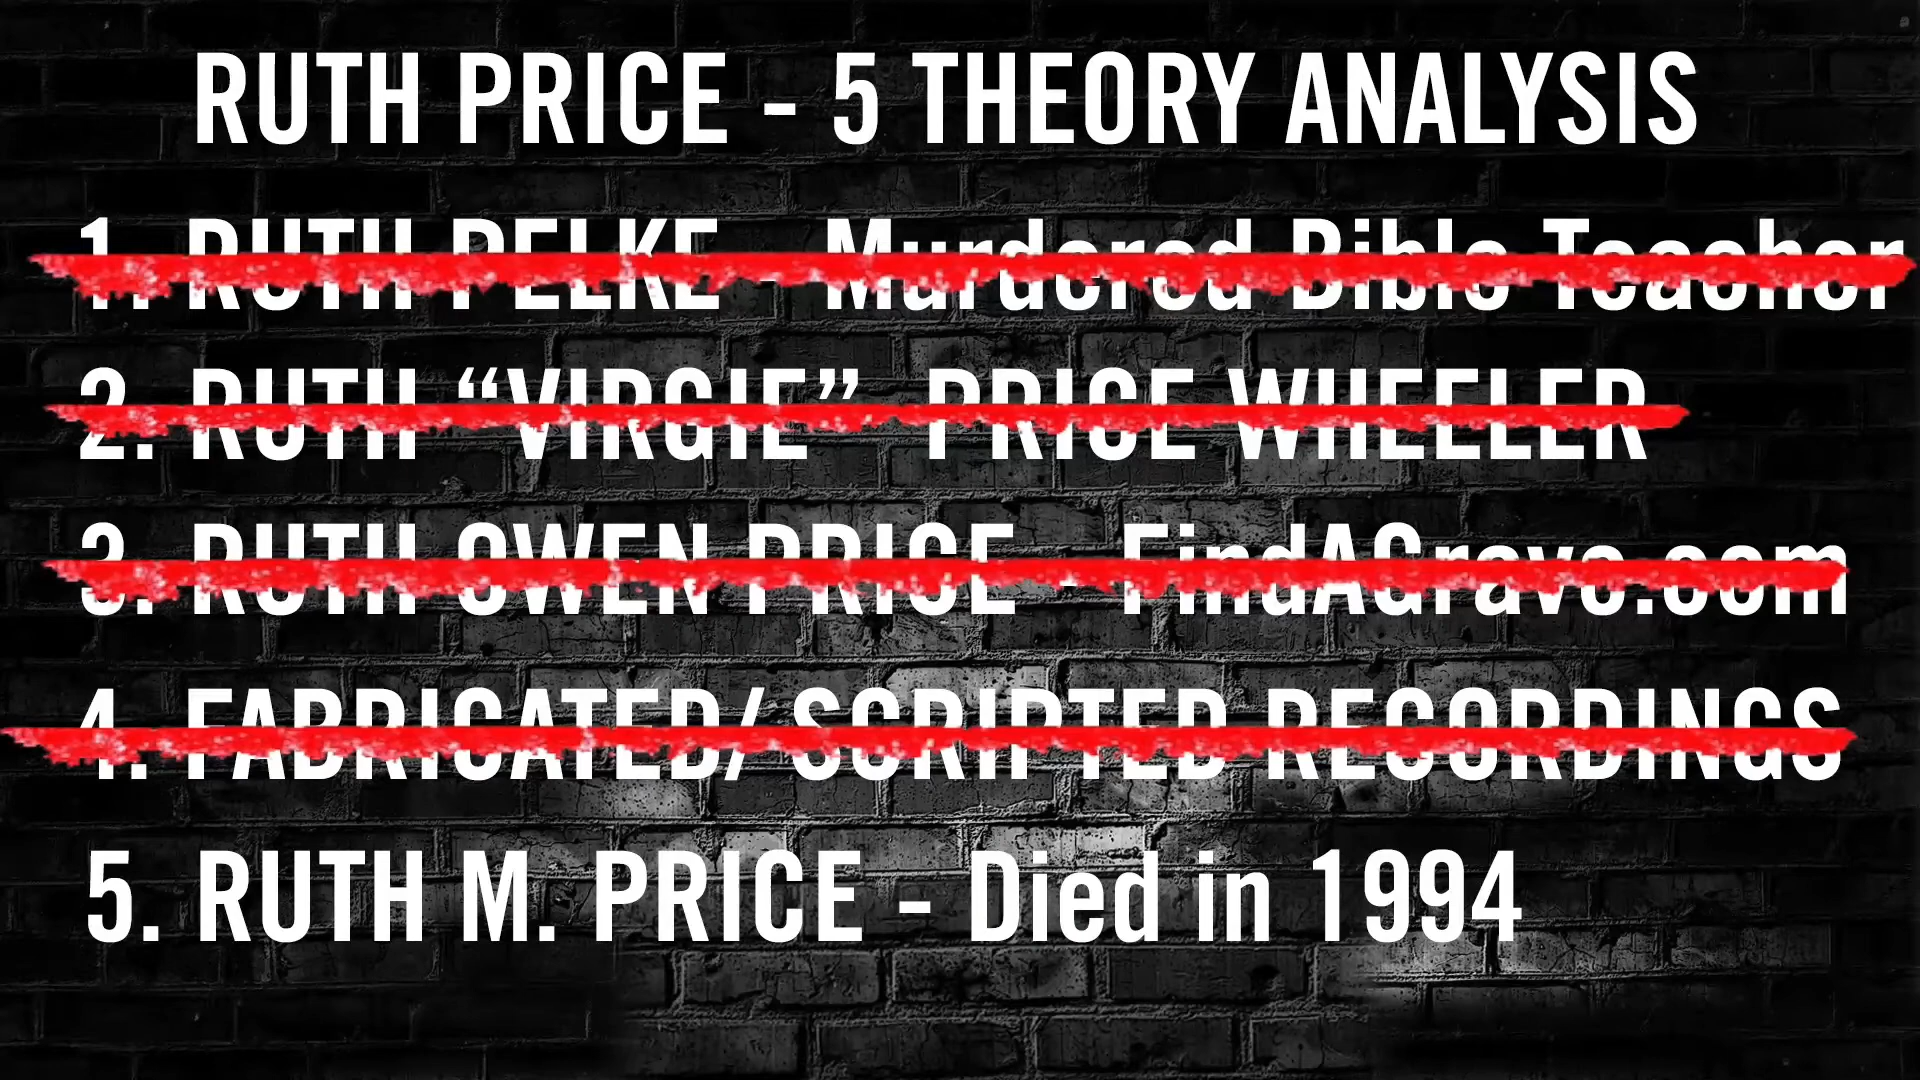 RUTH PRICE - 5 THEORY ANALYSIS
1. RUTH PELKE - Murdered Bible Teacher
2. RUTH “VIRGIE” PRICE WHEELER
3. RUTH OWEN PRICE - FindAGrave.com
4. FABRICATED/ SCRIPTED RECORDINGS
5. RUTH M. PRICE - Died in 1994